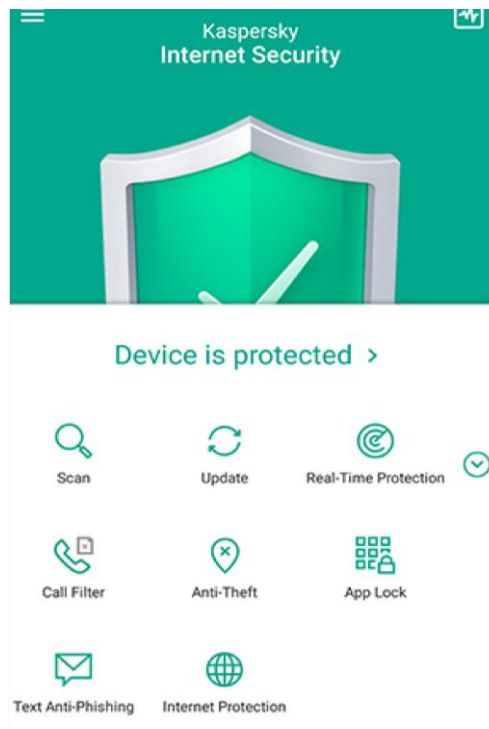 Kaspersky
Internet Security
Device is protected >
Scan
Update
Real-Time Protection
Call Filter
Anti-Theft
App Lock
Text Anti-Phishing
Internet Protection